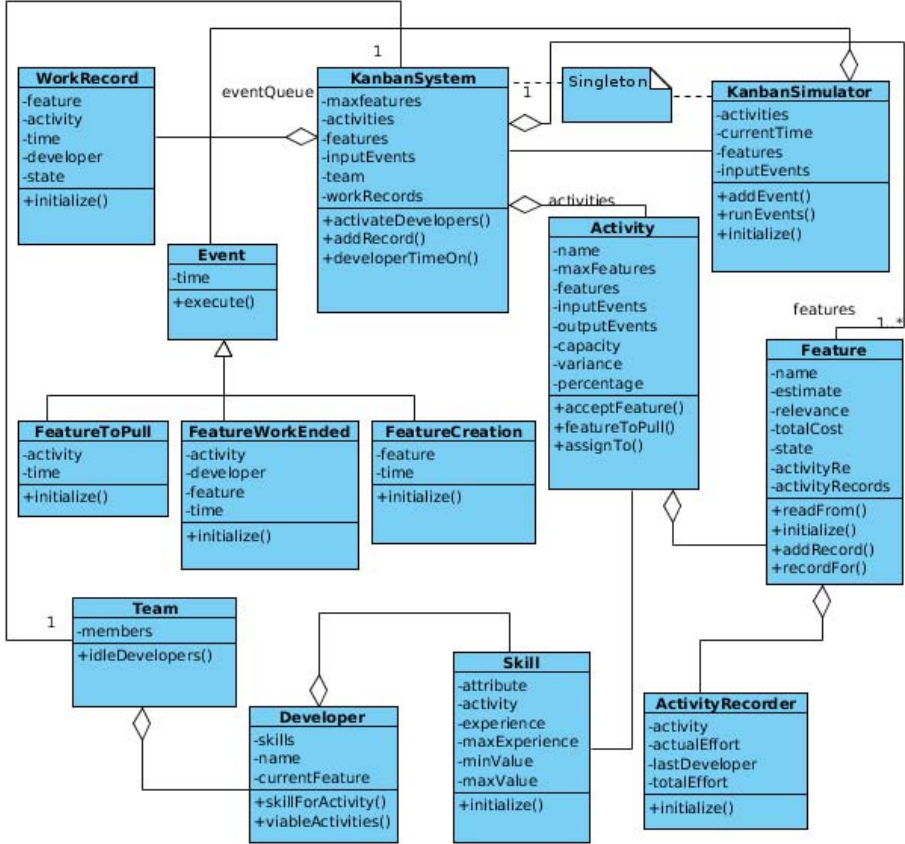 1
WorkRecord
-feature
-activity
-time
-developer
-state
+initialize()
eventQueue
KanbanSystem
-maxfeatures
-activities
-features
-inputEvents
-team
-workRecords
+activateDevelopers()
+addRecord()
+developerTimeOn()
1
Singleton
KanbanSimulator
-activities
-currentTime
-features
-inputEvents
+addEvent()
+runEvents()
+initialize()
activities
Activity
-name
-maxFeatures
-features
-inputEvents
-outputEvents
-capacity
-variance
-percentage
+acceptFeature()
+featureToPull()
+assignTo()
Event
-time
+execute()
features
1..*
Feature
-name
-estimate
-relevance
-totalCost
-state
-activityRe
-activityRecords
+readFrom()
+initialize()
+addRecord()
+recordFor()
FeatureToPull
-activity
-time
+initialize()
FeatureWorkEnded
-activity
-developer
-feature
-time
+initialize()
FeatureCreation
-feature
-time
+initialize()
1
Team
-members
+idleDevelopers()
Developer
-skills
-name
-currentFeature
+skillForActivity()
+viableActivities()
Skill
-attribute
-activity
-experience
-maxExperience
-minValue
-maxValue
+initialize()
ActivityRecorder
-activity
-actualEffort
-lastDeveloper
-totalEffort
+initialize()